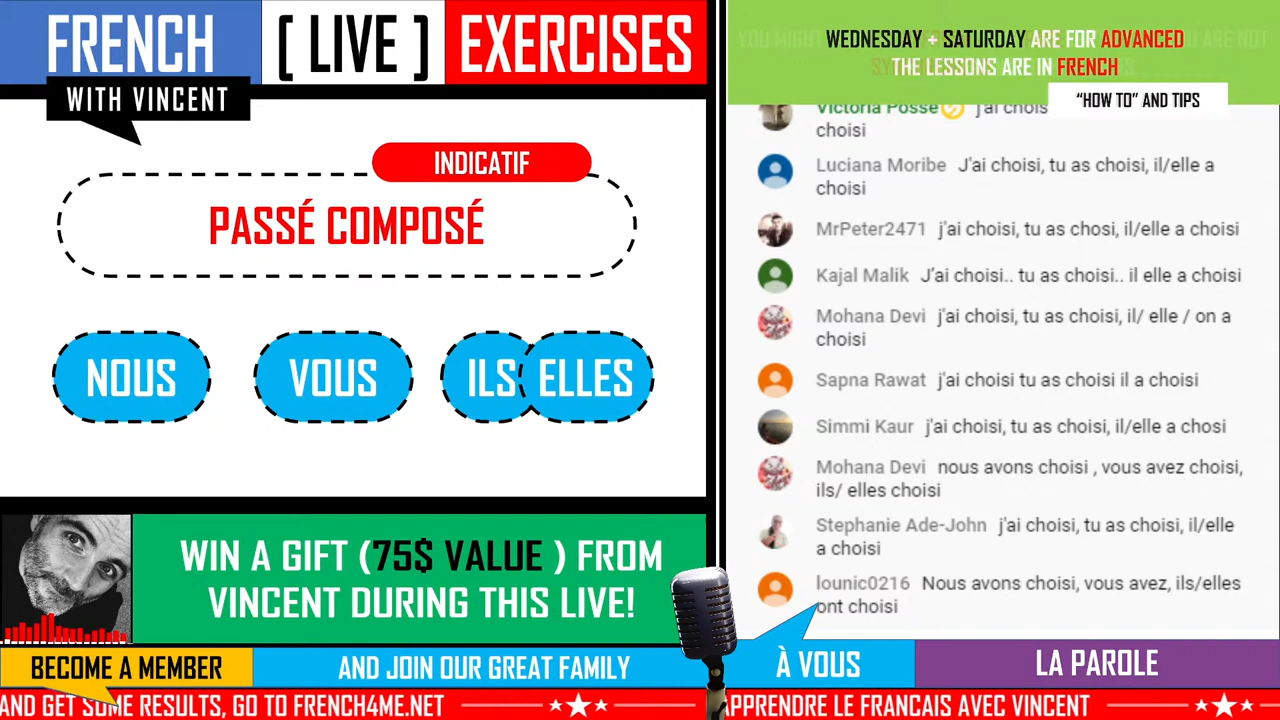 FRENCH
[ LIVE ]
EXERCISES
WITH VINCENT
INDICATIF
PASSÉ COMPOSÉ
NOUS
VOUS
ILS
ELLES
WIN A GIFT (75$ VALUE ) FROM
VINCENT DURING THIS LIVE!
BECOME A MEMBER
AND JOIN OUR GREAT FAMILY
AND GET SOME RESULTS, GO TO FRENCH4ME.NET
WEDNESDAY + SATURDAY ARE FOR ADVANCED
THE LESSONS ARE IN FRENCH
"HOW TO" AND TIPS
Victoria Posse j'ai chois
choisi
Luciana Moribe J'ai choisi, tu as choisi, il/elle a
choisi
MrPeter2471 j'ai choisi, tu as chosi, il/elle a choisi
Kajal Malik J'ai choisi.. tu as choisi.. il elle a choisi
Mohana Devi j'ai choisi, tu as choisi, il/ elle / on a
choisi
Sapna Rawat j'ai choisi tu as choisi il a choisi
Simmi Kaur j'ai choisi, tu as choisi, il/elle a chosi
Mohana Devi nous avons choisi , vous avez choisi,
ils/ elles choisi
Stephanie Ade-John j'ai choisi, tu as choisi, il/elle
a choisi
lounic0216 Nous avons choisi, vous avez, ils/elles
ont choisi
À VOUS
LA PAROLE
APPRENDRE LE FRANCAIS AVEC VINCENT